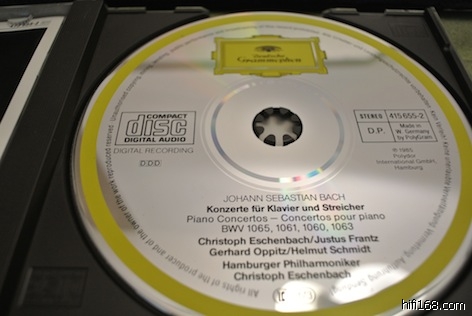 Deutsche
Grammophon
COMPACT
disc
DIGITAL AUDIO
DIGITAL RECORDING
DDD
STEREO
415 655-2
D.P.
Made in
W. Germany
by PolyGram
℗ 1985
Polydor
International GmbH,
Hamburg
JOHANN SEBASTIAN BACH
Konzerte für Klavier und Streicher
Piano Concertos – Concertos pour piano
BWV 1065, 1061, 1060, 1063
Christoph Eschenbach/Justus Frantz
Gerhard Oppitz/Helmut Schmidt
Hamburger Philharmoniker
Christoph Eschenbach
All rights of the producer and of the owner of the work reproduced reserved.
hifi168.com